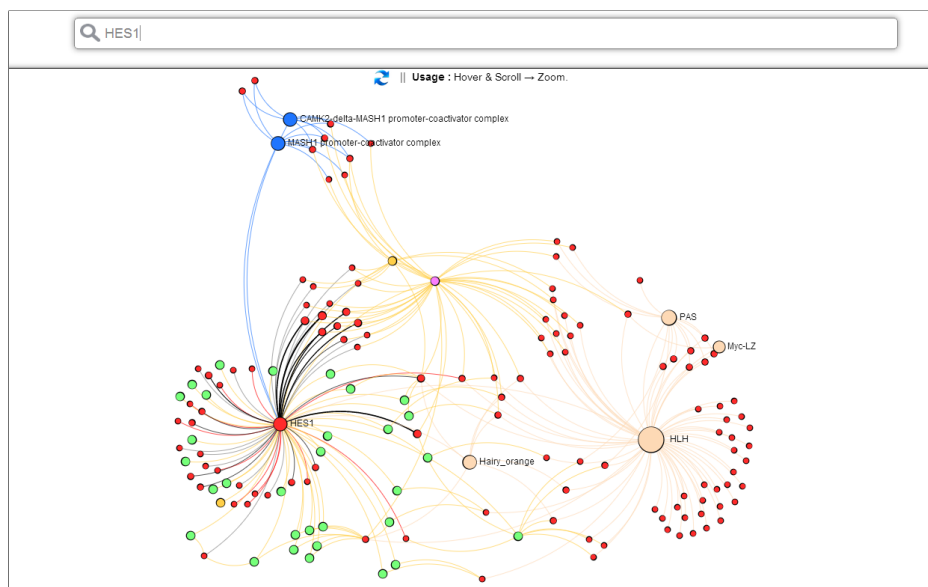 HES1
|| Usage : Hover & Scroll → Zoom.
CAMK2-delta-MASH1 promoter-coactivator complex
MASH1 promoter-coactivator complex
PAS
Myc-LZ
HES1
HLH
Hairy_orange